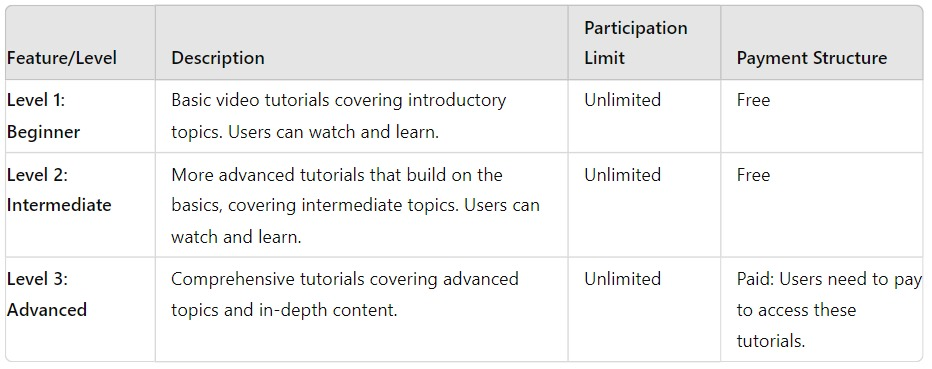 Feature/Level
Description
Participation
Limit
Payment Structure
Level 1:
Beginner
Basic video tutorials covering introductory
topics. Users can watch and learn.
Unlimited
Free
Level 2:
Intermediate
More advanced tutorials that build on the
basics, covering intermediate topics. Users can
watch and learn.
Unlimited
Free
Level 3:
Advanced
Comprehensive tutorials covering advanced
topics and in-depth content.
Unlimited
Paid: Users need to pay
to access these
tutorials.